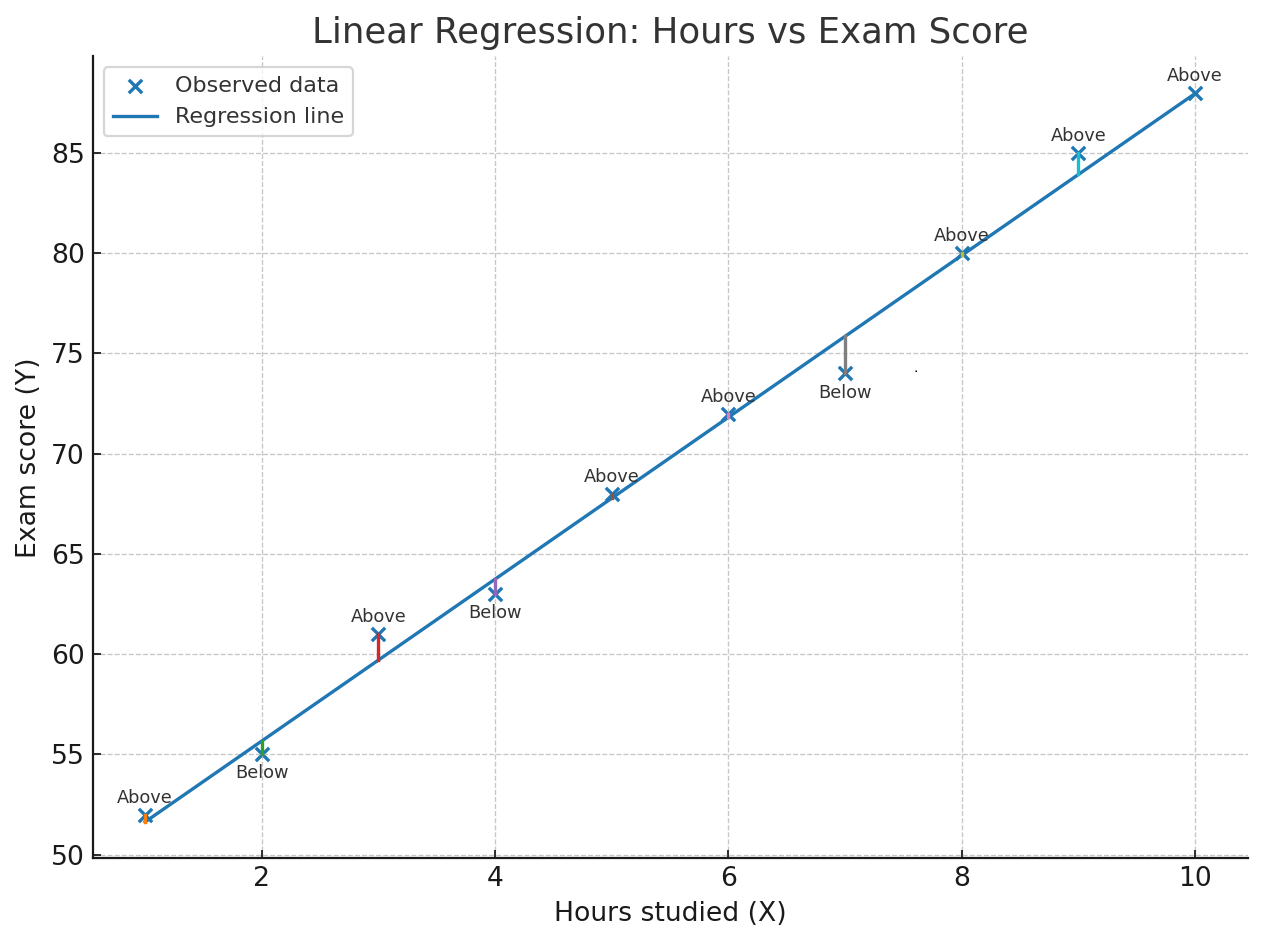 Linear Regression: Hours vs Exam Score
Observed data
Regression line
Above
Above
85
Above
80
75
Below
Above
70
Above
65
Below
Above
60
55
Below
Above
50
2
4
6
8
10
Hours studied (X)
Exam score (Y)